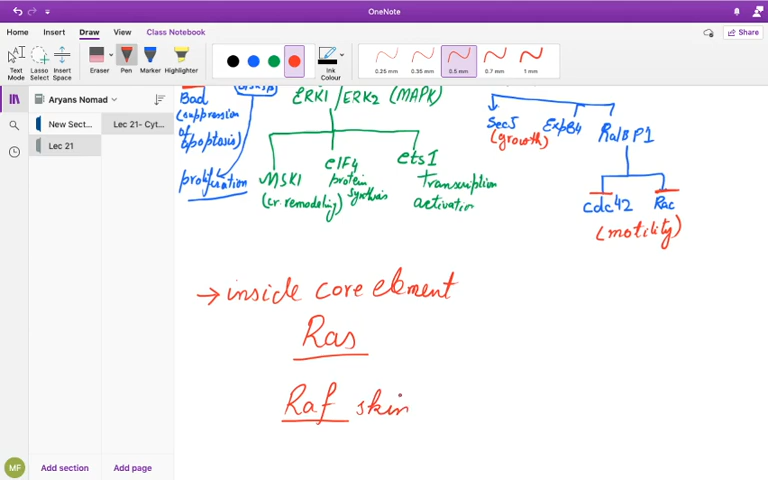 OneNote
Home Insert Draw View Class Notebook
Share
Text Mode
Lasso Select
Insert Space
Eraser
Pen
Marker
Highlighter
Ink Colour
0.25 mm
0.35 mm
0.5 mm
0.7 mm
1 mm
Aryans Nomad
New Sect...
Lec 21
Lec 21- Cyt...
Bad
(suppression
of
apoptosis)
proliferation
ERK1/ERK2 (MAPK)
MSK1
(cr. remodeling)
eIF4
protein
synthesis
ets1
Transcription
activation
Sec5
(growth)
Exp84
RalBP1
cdc42
Rac
(motility)
→ inside core element
Ras
Raf skin
MF
Add section
Add page